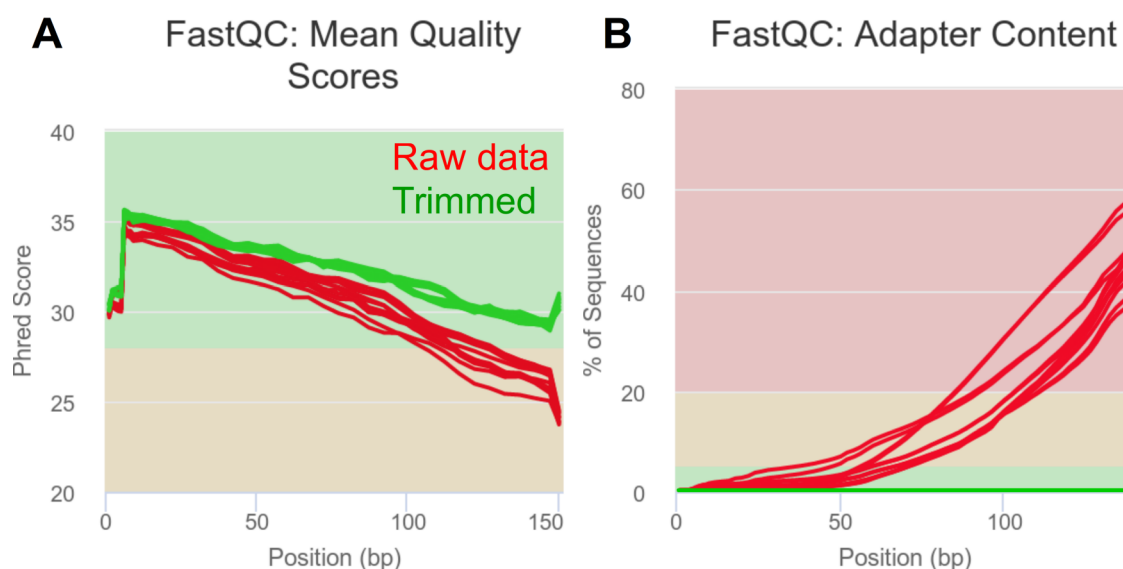 A
FastQC: Mean Quality
Scores
40
35
30
25
20
Phred Score
Raw data
Trimmed
0
50
100
150
Position (bp)
B
FastQC: Adapter Content
80
60
40
20
0
% of Sequences
0
50
100
Position (bp)